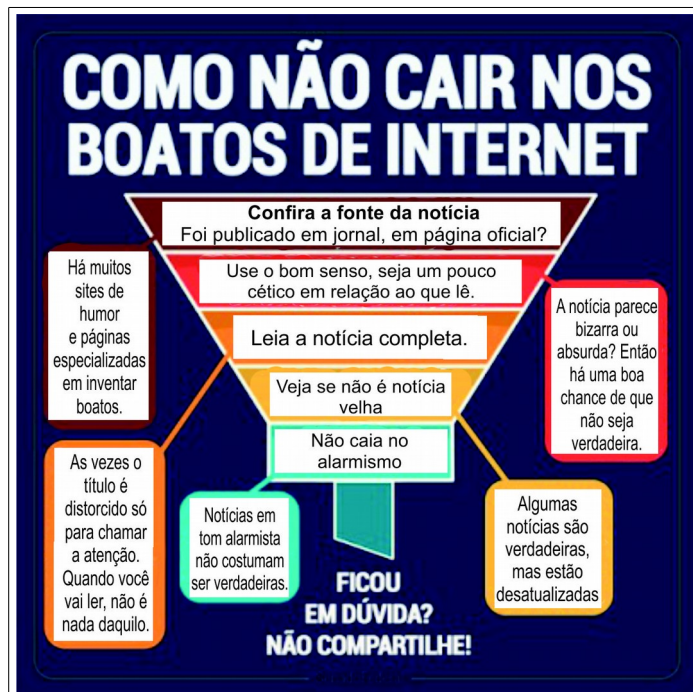 COMO NÃO CAIR NOS
BOATOS DE INTERNET
Confira a fonte da notícia
Foi publicado em jornal, em página oficial?
Há muitos
sites de
humor
e páginas
especializadas
em inventar
boatos.
Use o bom senso, seja um pouco
cético em relação ao que lê.
A notícia parece
bizarra ou
absurda? Então
há uma boa
chance de que
não seja
verdadeira.
Leia a notícia completa.
As vezes o
título é
distorcido só
para chamar
a atenção.
Quando você
vai ler, não é
nada daquilo.
Veja se não é notícia
velha
Algumas
notícias são
verdadeiras,
mas estão
desatualizadas
Não caia no
alarmismo
Notícias em
tom alarmista
não costumam
ser verdadeiras.
FICOU
EM DÚVIDA?
NÃO COMPARTILHE!